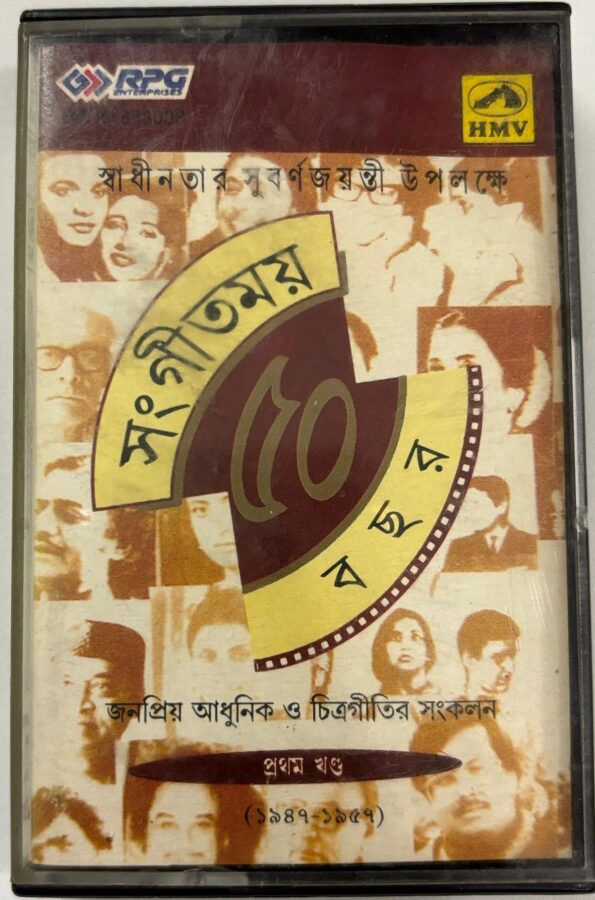 RPG
ENTERPRISES
HMV
স্বাধীনতার সুবর্ণজয়ন্তী উপলক্ষে
সংগীতময়
৫০
বছর
জনপ্রিয় আধুনিক ও চিত্রগীতির সংকলন
প্রথম খণ্ড
(১৯৪৭-১৯৫৭)